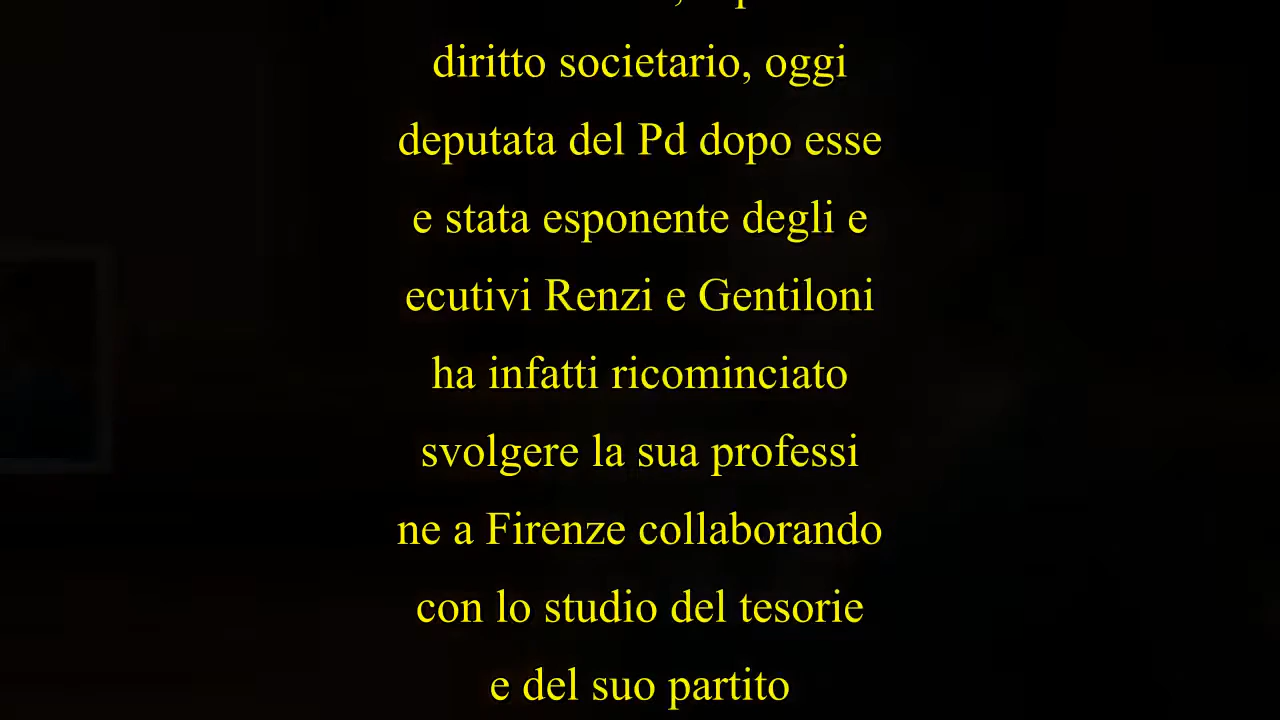 diritto societario, oggi
deputata del Pd dopo esse
e stata esponente degli e
ecutivi Renzi e Gentiloni
ha infatti ricominciato
svolgere la sua professi
ne a Firenze collaborando
con lo studio del tesorie
e del suo partito